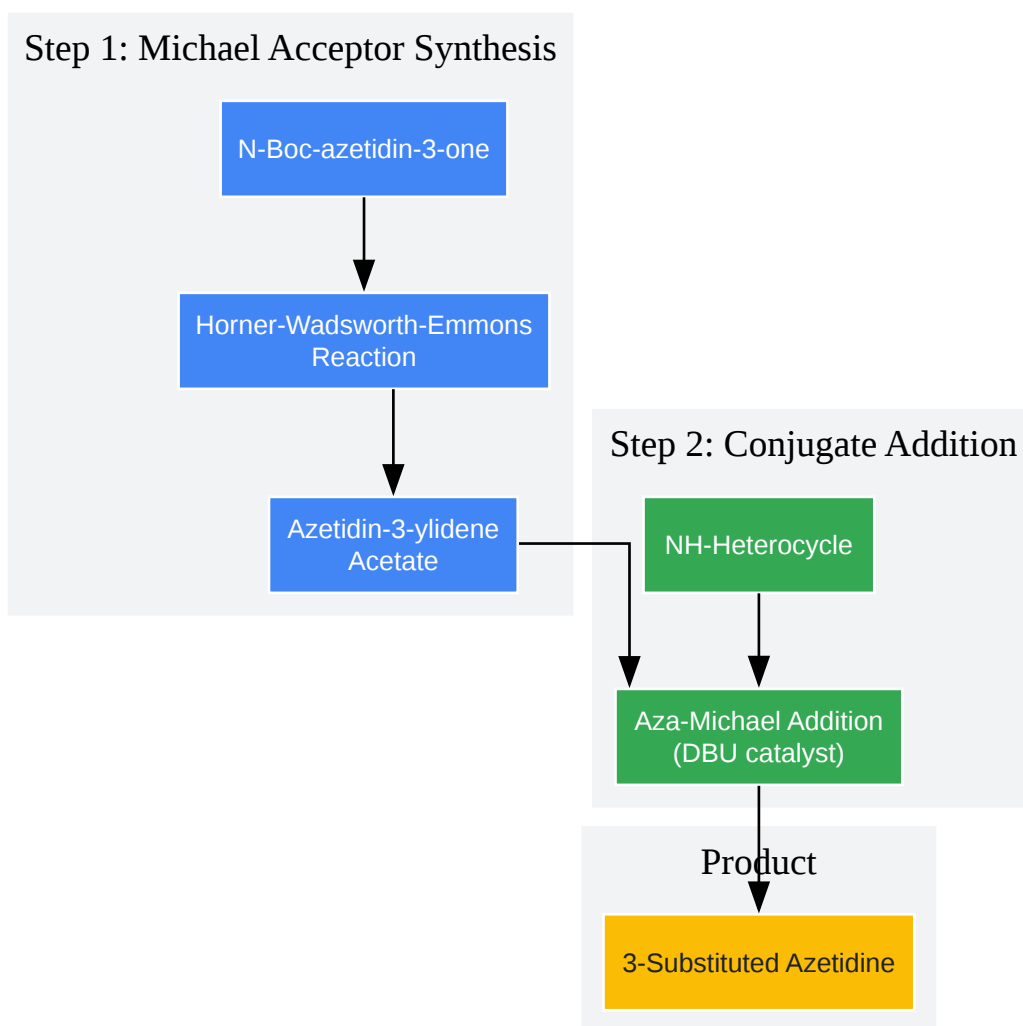 Step 1: Michael Acceptor Synthesis
N-Boc-azetidin-3-one
Horner-Wadsworth-Emmons
Reaction
Azetidin-3-ylidene
Acetate
Step 2: Conjugate Addition
NH-Heterocycle
Aza-Michael Addition
(DBU catalyst)
Product
3-Substituted Azetidine